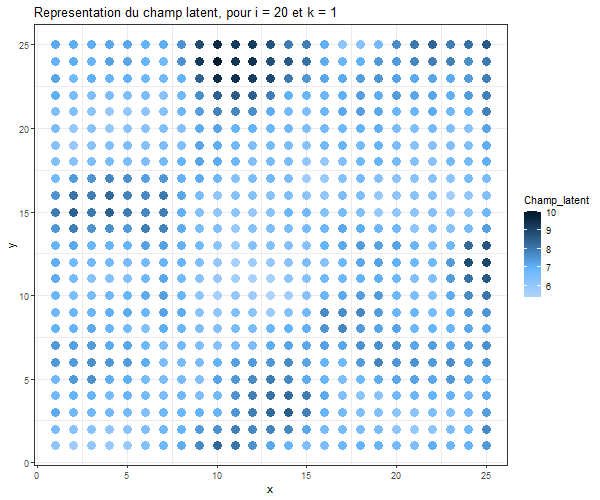 Representation du champ latent, pour i = 20 et k = 1
25
20
15
10
5
0
y
0 5 10 15 20 25
x
Champ_latent
10
9
8
7
6